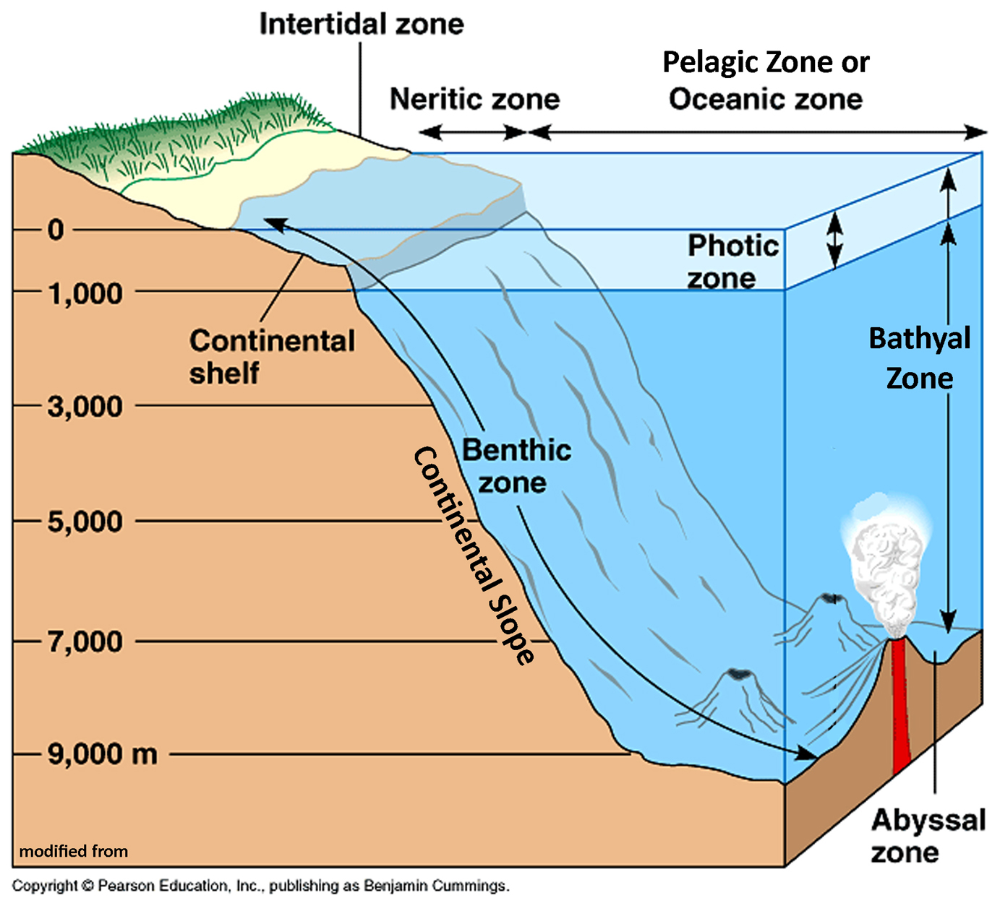 Intertidal zone
Pelagic Zone or
Neritic zone
Oceanic zone
0
Photic
zone
1,000
Continental
shelf
Bathyal
Zone
3,000
Benthic
zone
Continental Slope
5,000
7,000
9,000 m
Abyssal
zone
modified from
Copyright © Pearson Education, Inc., publishing as Benjamin Cummings.